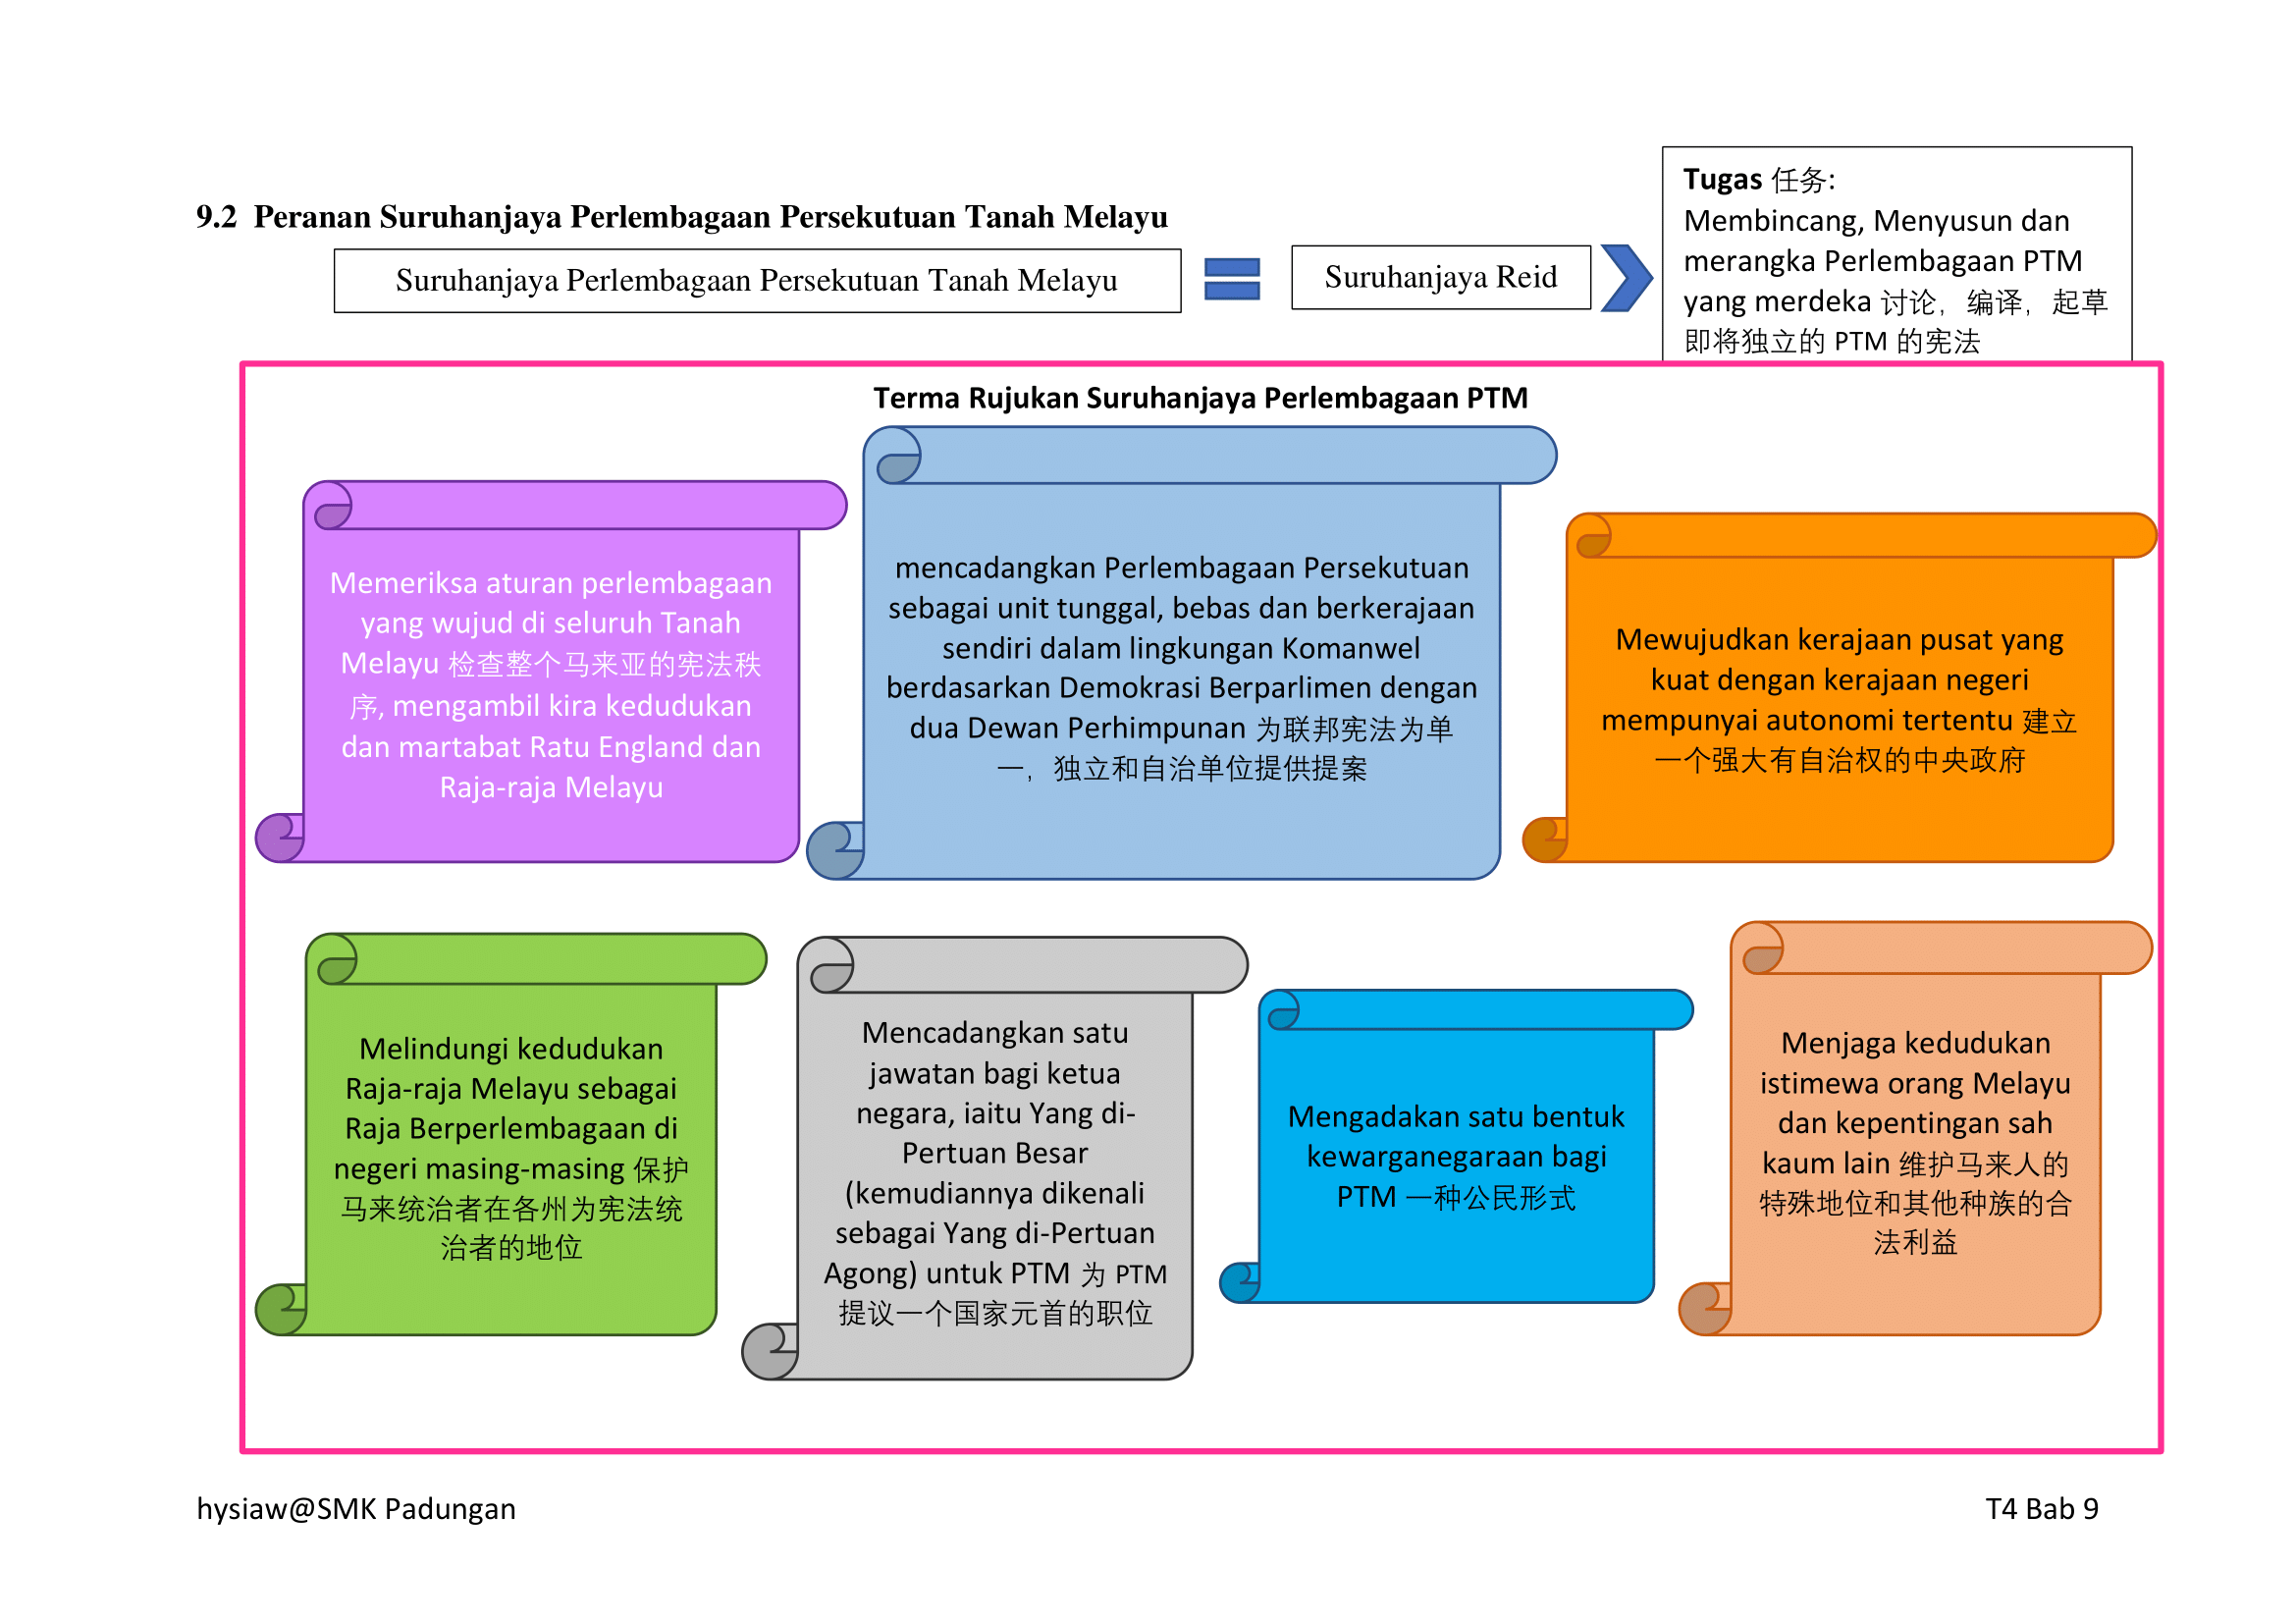 9.2 Peranan Suruhanjaya Perlembagaan Persekutuan Tanah Melayu
Suruhanjaya Perlembagaan Persekutuan Tanah Melayu
Suruhanjaya Reid
Tugas 任务:
Membincang, Menyusun dan
merangka Perlembagaan PTM
yang merdeka 讨论，编译，起草
即将独立的 PTM 的宪法
Terma Rujukan Suruhanjaya Perlembagaan PTM
Memeriksa aturan perlembagaan
yang wujud di seluruh Tanah
Melayu 检查整个马来亚的宪法秩
序, mengambil kira kedudukan
dan martabat Ratu England dan
Raja-raja Melayu
mencadangkan Perlembagaan Persekutuan
sebagai unit tunggal, bebas dan berkerajaan
sendiri dalam lingkungan Komanwel
berdasarkan Demokrasi Berparlimen dengan
dua Dewan Perhimpunan 为联邦宪法为单
一，独立和自治单位提供提案
Mewujudkan kerajaan pusat yang
kuat dengan kerajaan negeri
mempunyai autonomi tertentu 建立
一个强大有自治权的中央政府
Melindungi kedudukan
Raja-raja Melayu sebagai
Raja Berperlembagaan di
negeri masing-masing 保护
马来统治者在各州为宪法统
治者的地位
Mencadangkan satu
jawatan bagi ketua
negara, iaitu Yang di-
Pertuan Besar
(kemudiannya dikenali
sebagai Yang di-Pertuan
Agong) untuk PTM 为 PTM
提议一个国家元首的职位
Mengadakan satu bentuk
kewarganegaraan bagi
PTM 一种公民形式
Menjaga kedudukan
istimewa orang Melayu
dan kepentingan sah
kaum lain 维护马来人的
特殊地位和其他种族的合
法利益
hysiaw@SMK Padungan
T4 Bab 9